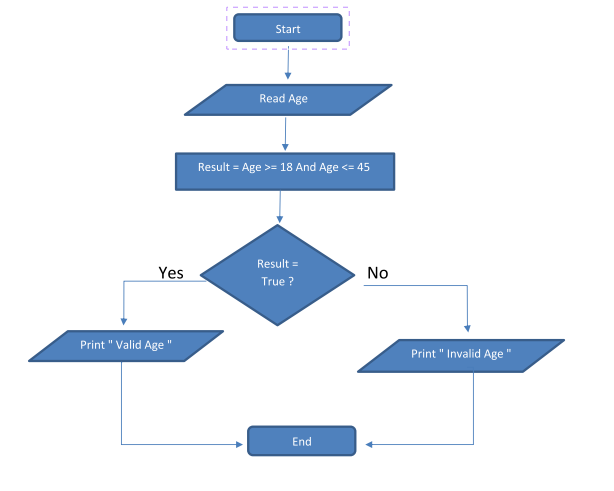 Start
Read Age
Result = Age >= 18 And Age <= 45
Result =
True ?
Yes
No
Print " Valid Age "
Print " Invalid Age "
End